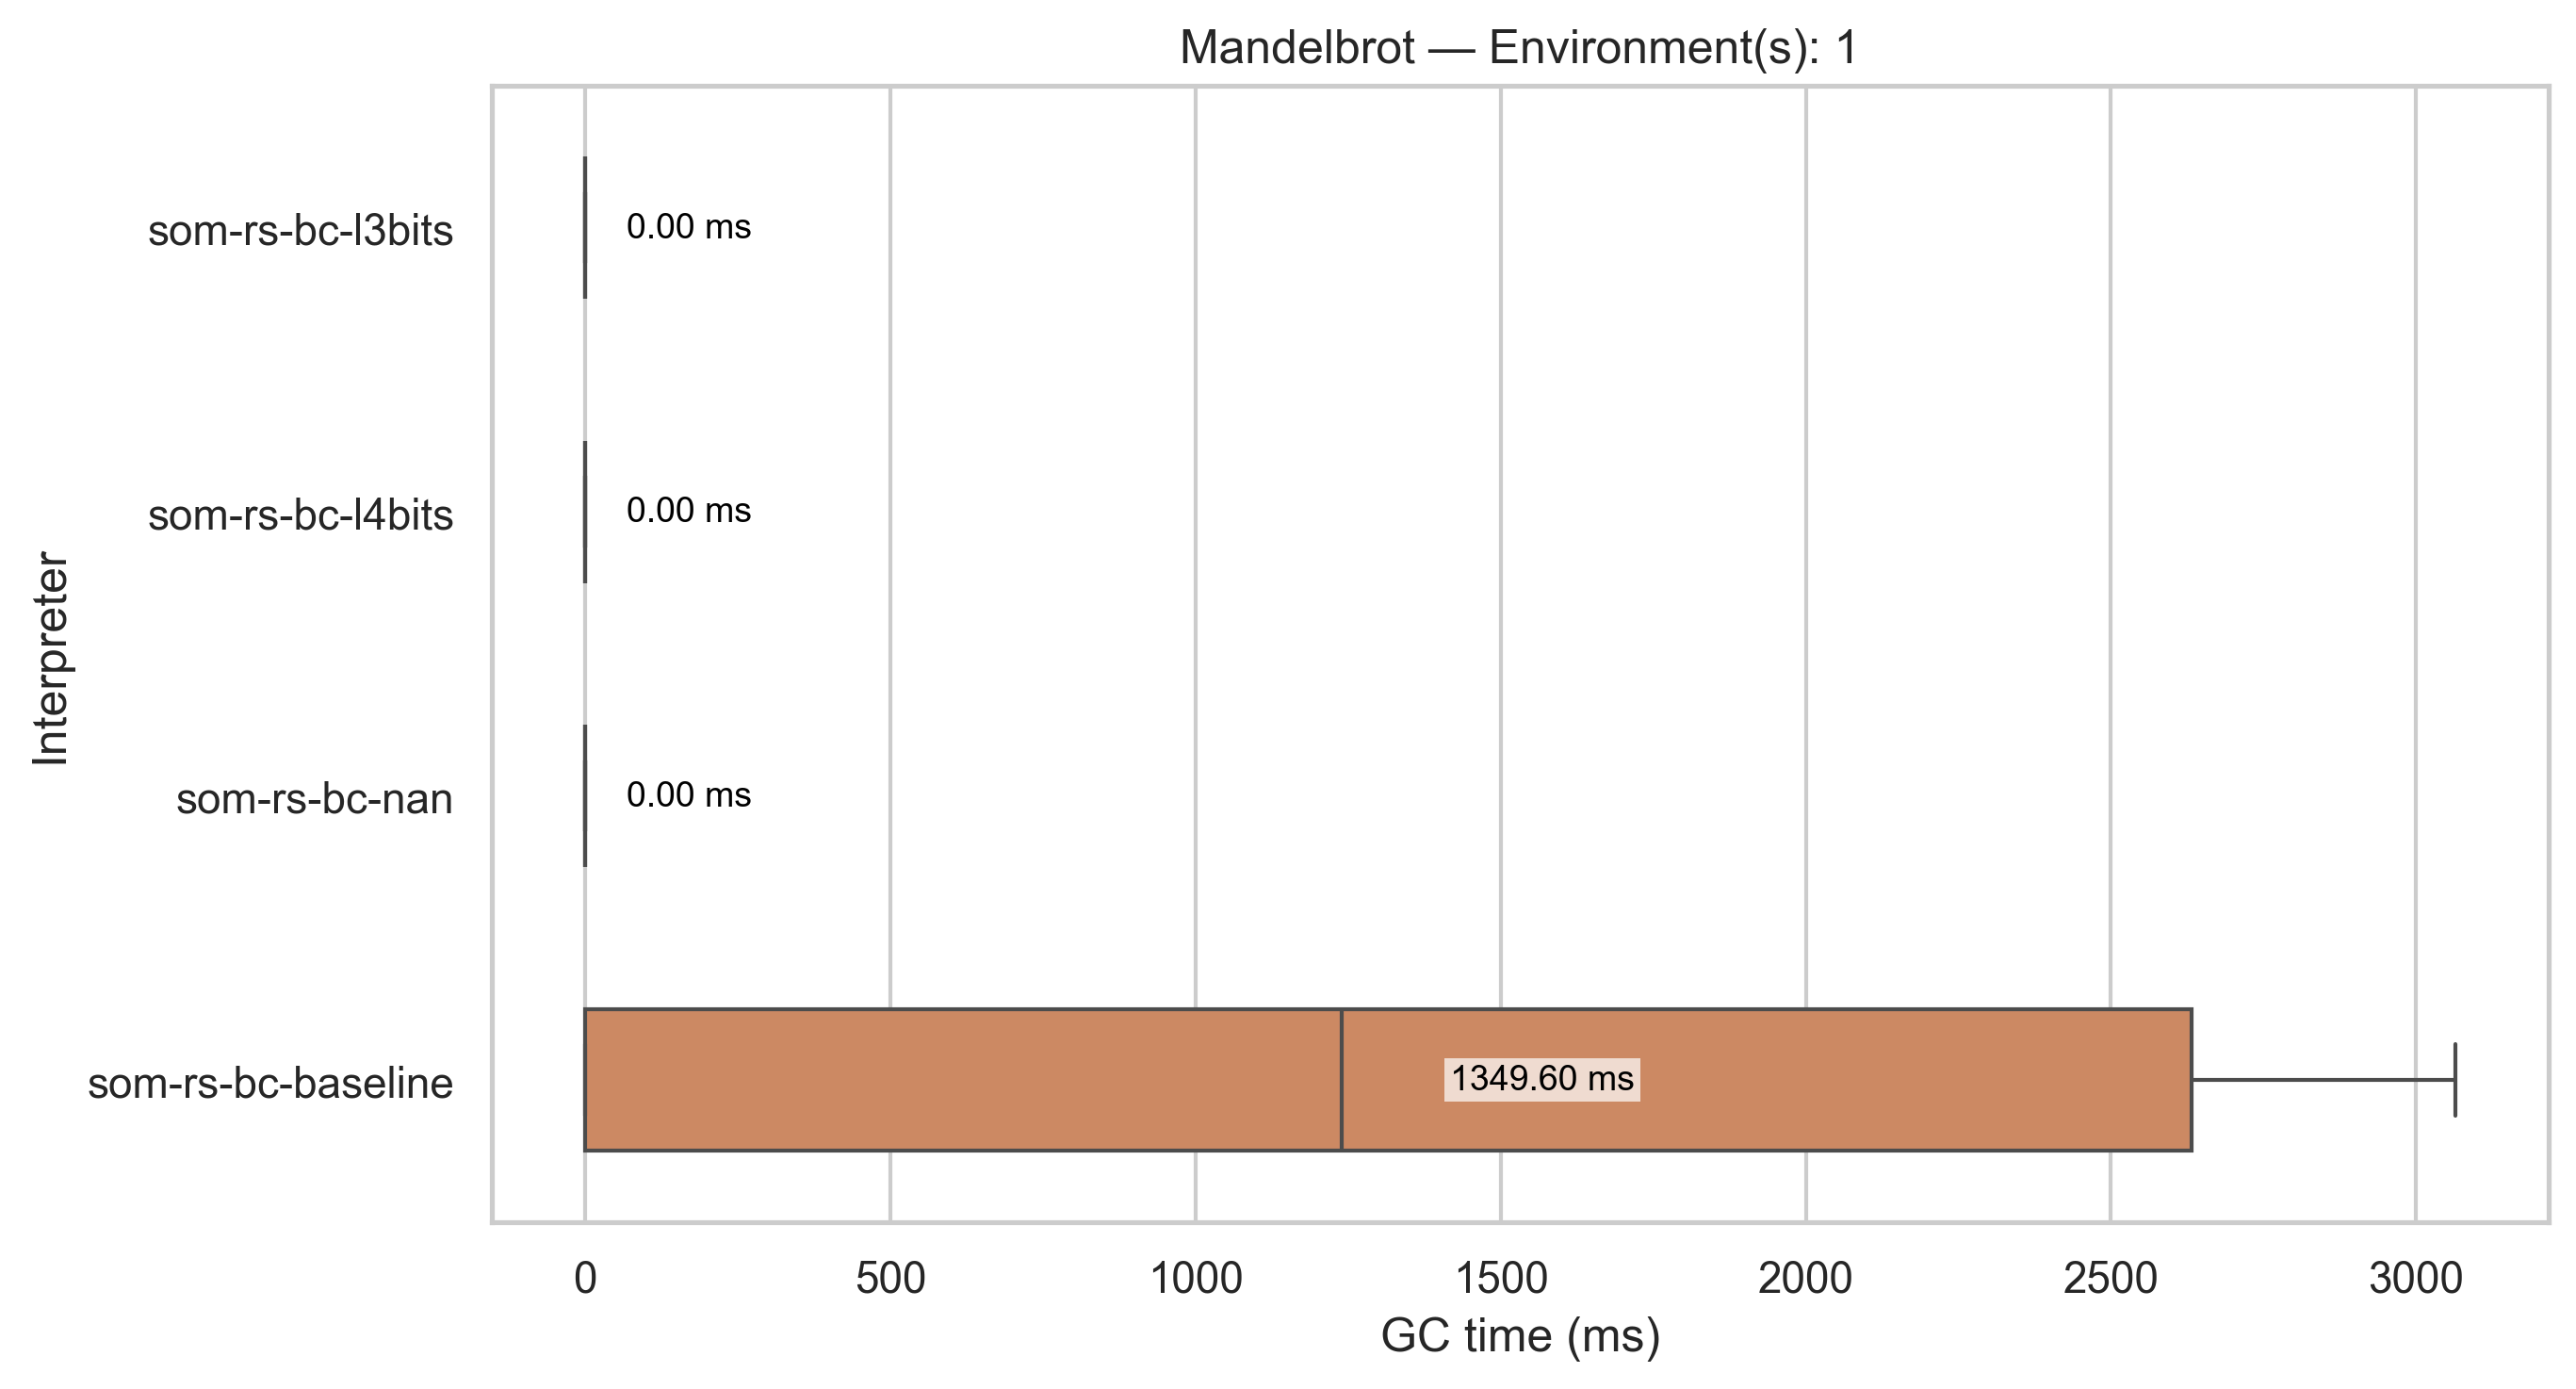 Mandelbrot — Environment(s): 1
Interpreter
som-rs-bc-l3bits
0.00 ms
som-rs-bc-l4bits
0.00 ms
som-rs-bc-nan
0.00 ms
som-rs-bc-baseline
1349.60 ms
0 500 1000 1500 2000 2500 3000
GC time (ms)